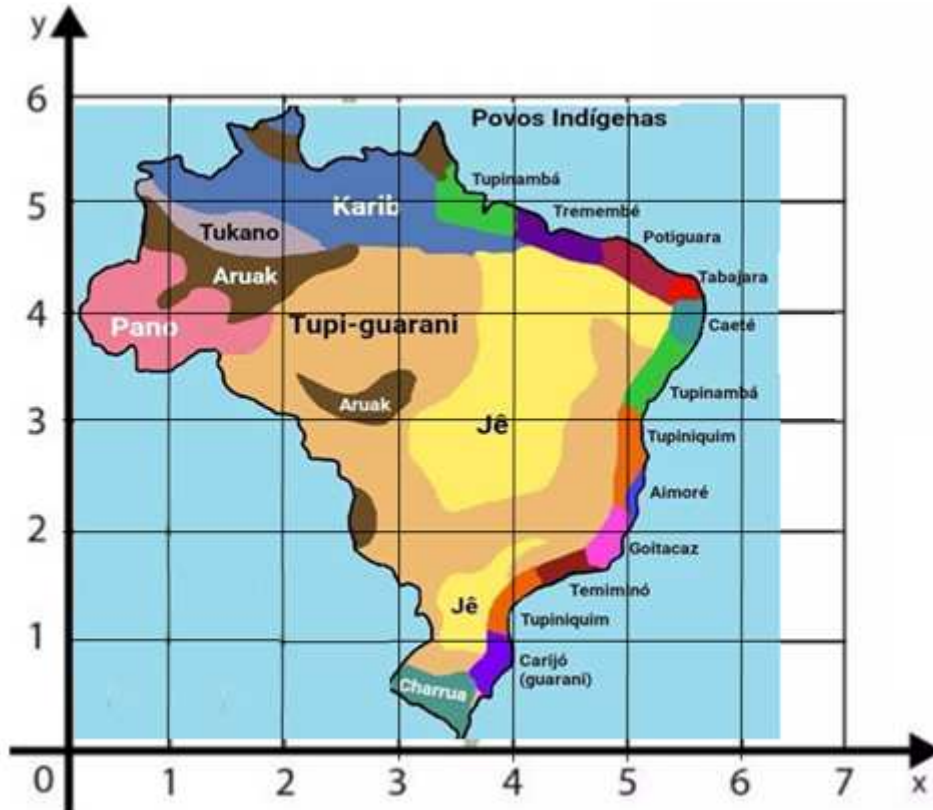 y
6
Povos Indígenas
Tupinambá
5
Karib
Tremembé
Tukano
Potiguara
Aruak
Tabajara
4
Pano
Tupi-guarani
Caeté
Tupinambá
Aruak
3
Jê
Tupiniquim
Aimoré
2
Goitacaz
Temiminó
Jê
Tupiniquim
1
Carijó
(guarani)
Charrua
0 1 2 3 4 5 6 7 x